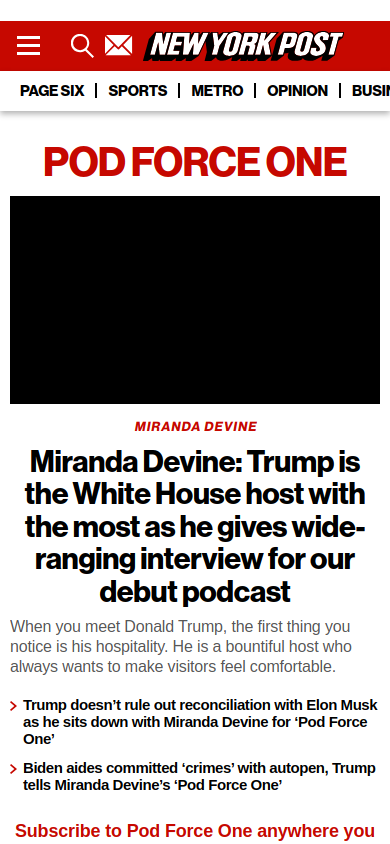 NEW YORK POST
PAGE SIX
SPORTS
METRO
OPINION
BUSI
POD FORCE ONE
MIRANDA DEVINE
Miranda Devine: Trump is
the White House host with
the most as he gives wide-
ranging interview for our
debut podcast
When you meet Donald Trump, the first thing you
notice is his hospitality. He is a bountiful host who
always wants to make visitors feel comfortable.
Trump doesn’t rule out reconciliation with Elon Musk
as he sits down with Miranda Devine for ‘Pod Force
One’
Biden aides committed ‘crimes’ with autopen, Trump
tells Miranda Devine’s ‘Pod Force One’
Subscribe to Pod Force One anywhere you